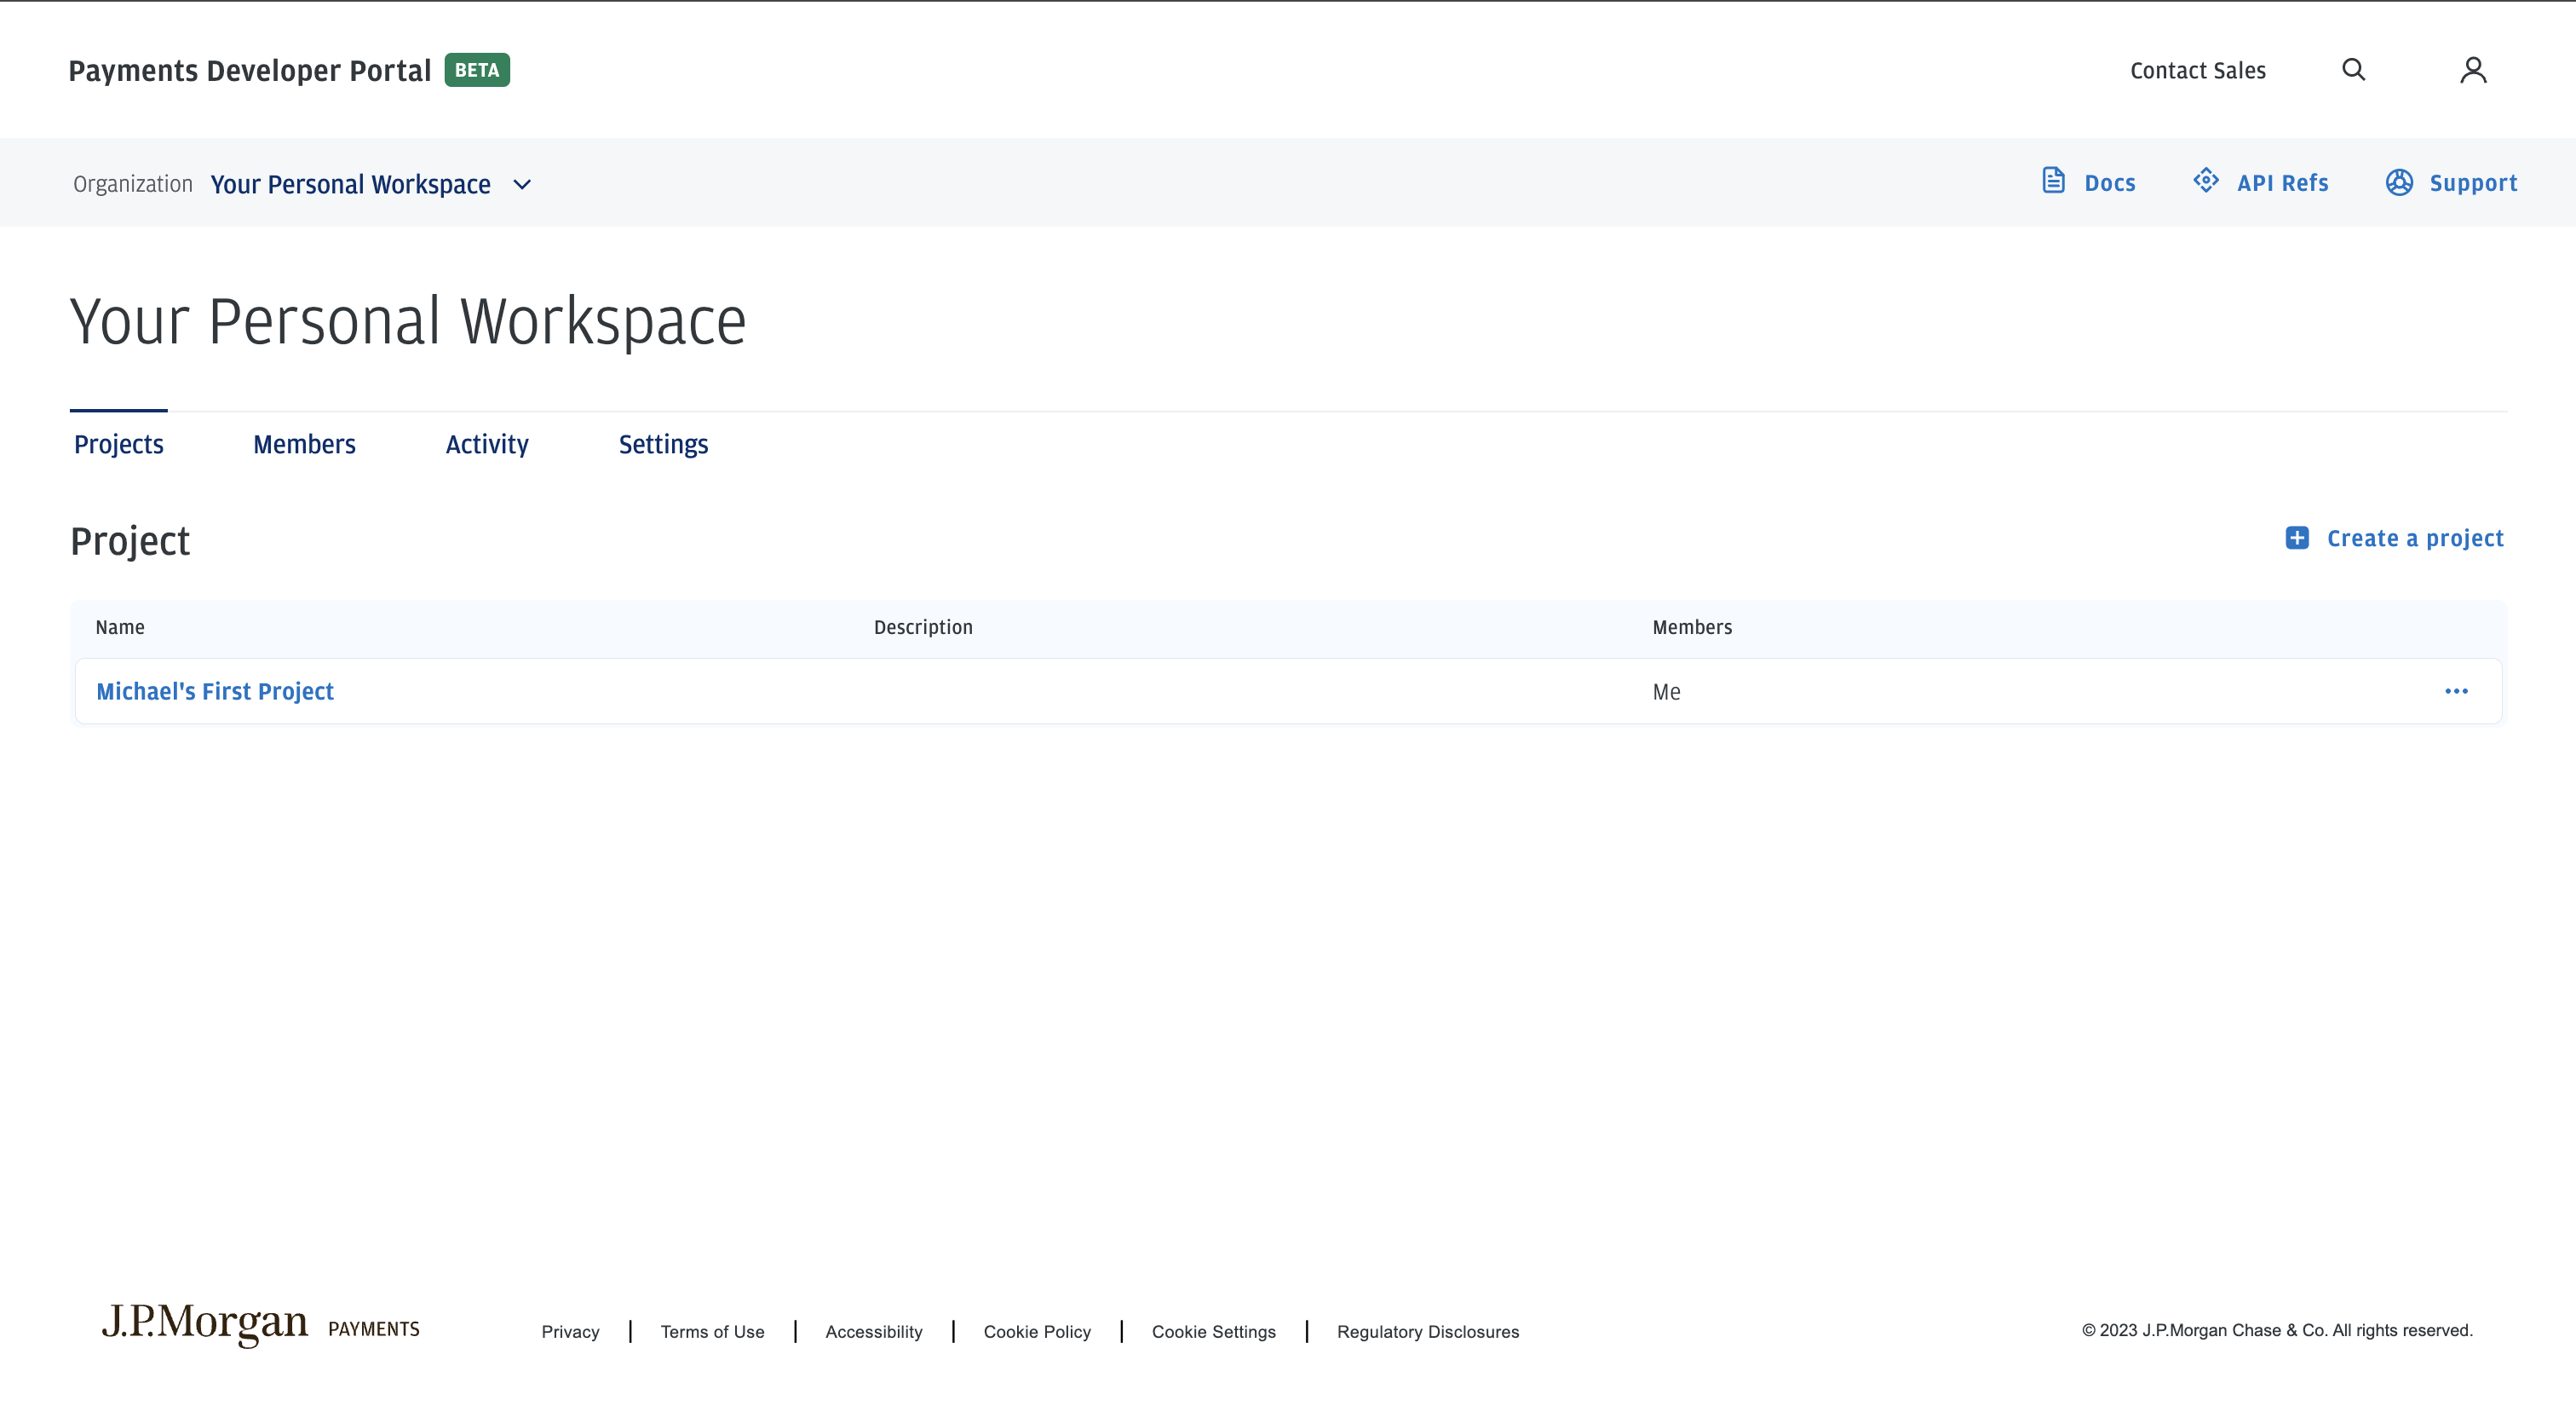 Payments Developer Portal BETA Contact Sales
Organization Your Personal Workspace Docs API Refs Support
Your Personal Workspace
Projects Members Activity Settings
Project Create a project
Name Description Members
Michael's First Project Me
J.P.Morgan PAYMENTS Privacy | Terms of Use | Accessibility | Cookie Policy | Cookie Settings | Regulatory Disclosures © 2023 J.P.Morgan Chase & Co. All rights reserved.